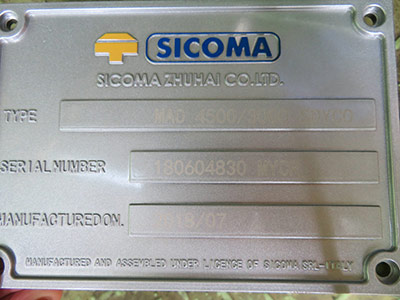 SICOMA
SICOMA ZHUHAI CO.LTD.
TYPE
SERIAL NUMBER 180604830
MANUFACTURED ON.
MANUFACTURED AND ASSEMBLED UNDER LICENCE OF SICOMA SRL-ITALY